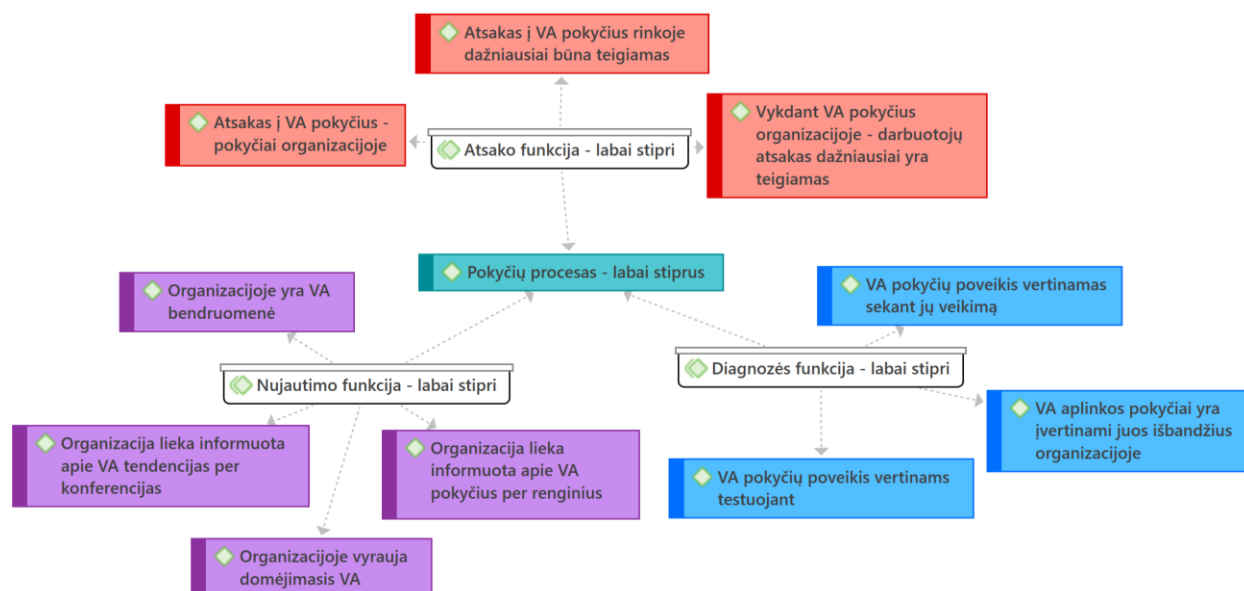 Atsakas į VA pokyčius rinkoje
dažniausiai būna teigiamas
Atsakas į VA pokyčius -
pokyčiai organizacijoje
Atsako funkcija - labai stipri
Vykdant VA pokyčius
organizacijoje - darbuotojų
atsakas dažniausiai yra
teigiamas
Pokyčių procesas - labai stiprus
Organizacijoje yra VA
bendruomenė
VA pokyčių poveikis vertinamas
sekant jų veikimą
Nujautimo funkcija - labai stipri
Diagnozės funkcija - labai stipri
Organizacija lieka informuota
apie VA tendencijas per
konferencijas
Organizacija lieka
informuota apie VA
pokyčius per renginius
VA aplinkos pokyčiai yra
įvertinami juos išbandžius
organizacijoje
VA pokyčių poveikis vertinams
testuojant
Organizacijoje vyrauja
domėjimasis VA